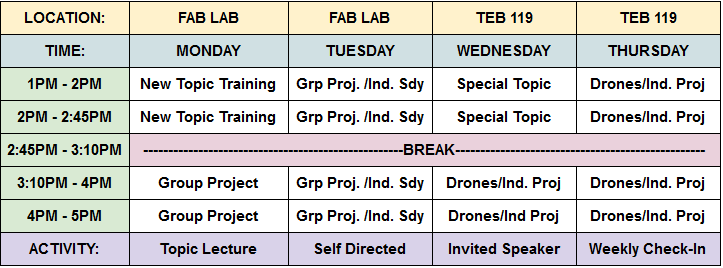 LOCATION: FAB LAB FAB LAB TEB 119 TEB 119
TIME: MONDAY TUESDAY WEDNESDAY THURSDAY
1PM - 2PM New Topic Training Grp Proj. /Ind. Sdy Special Topic Drones/Ind. Proj
2PM - 2:45PM New Topic Training Grp Proj. /Ind. Sdy Special Topic Drones/Ind. Proj
2:45PM - 3:10PM ----------------------------------------------------BREAK--------------------------------------------------
3:10PM - 4PM Group Project Grp Proj. /Ind. Sdy Drones/Ind. Proj Drones/Ind. Proj
4PM - 5PM Group Project Grp Proj. /Ind. Sdy Drones/Ind Proj Drones/Ind. Proj
ACTIVITY: Topic Lecture Self Directed Invited Speaker Weekly Check-In